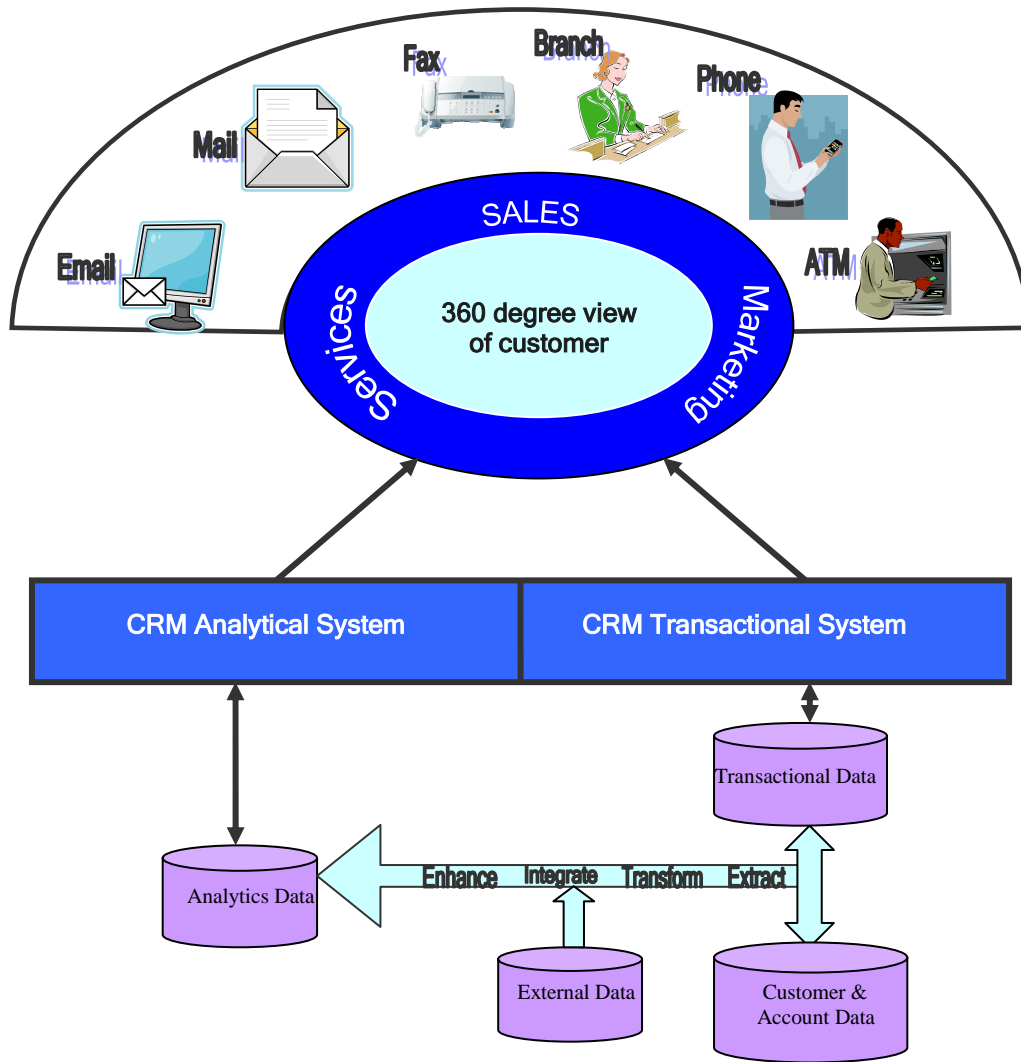 Branch
Fax
Phone
Mail
Email
ATM
SALES
Services
Marketing
360 degree view
of customer
CRM Analytical System
CRM Transactional System
Transactional Data
Enhance Integrate Transform Extract
Analytics Data
External Data
Customer &
Account Data